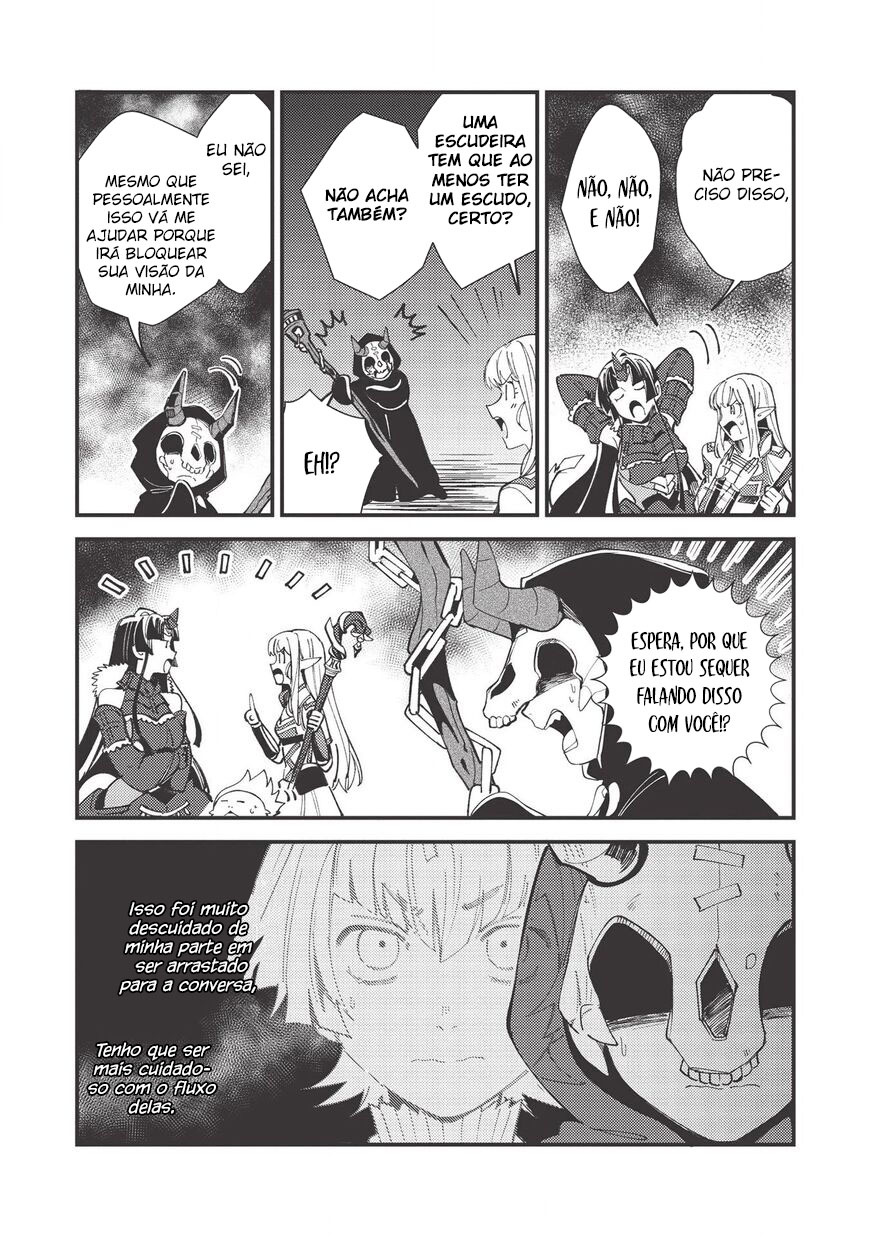 NÃO PRE-
CISO DISSO,
NÃO, NÃO,
E NÃO!
UMA
ESCUDEIRA
TEM QUE AO
MENOS TER
UM ESCUDO,
CERTO?
NÃO ACHA
TAMBÉM?
EH!?
EU NÃO
SEI,
MESMO QUE
PESSOALMENTE
ISSO VÁ ME
AJUDAR PORQUE
IRÁ BLOQUEAR
SUA VISÃO DA
MINHA.
ESPERA, POR QUE
EU ESTOU SEQUER
FALANDO DISSO
COM VOCÊ!?
Isso foi muito
descuidado de
minha parte em
ser arrastado
para a conversa,
Tenho que ser
mais cuidado-
so com o fluxo
delas.